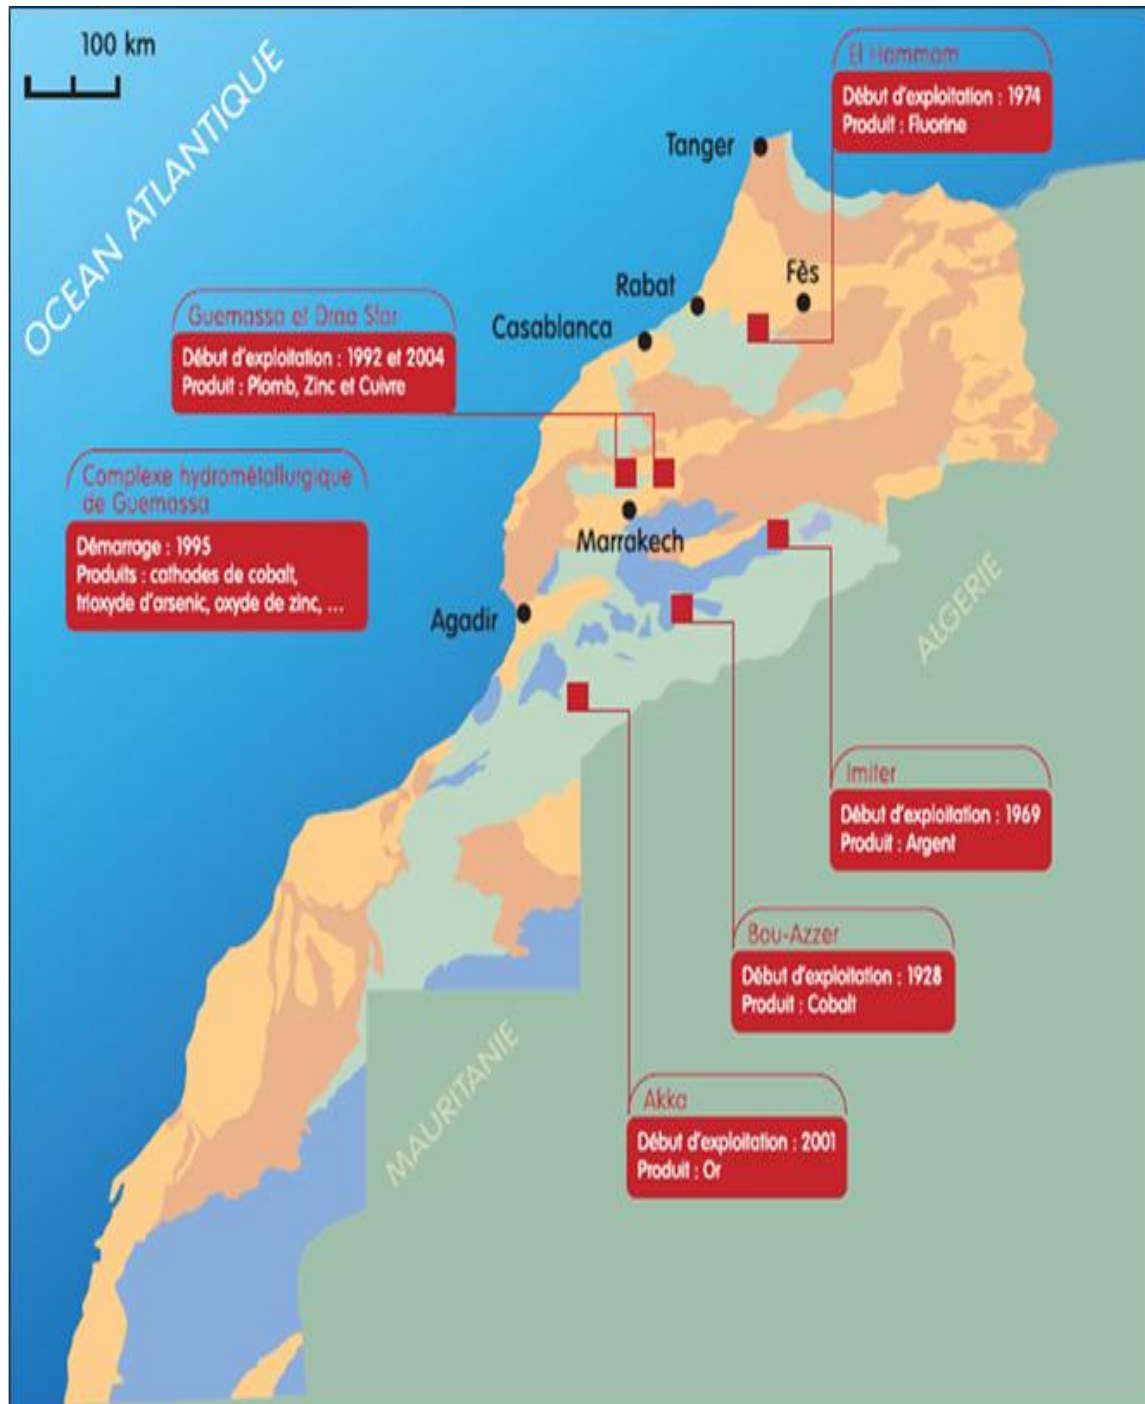 100 km
OCEAN ATLANTIQUE
El Hammam
Début d'exploitation : 1974
Produit : Fluorine
Tanger
Rabat
Fès
Casablanca
Guemassa et Draa Sfar
Début d'exploitation : 1992 et 2004
Produit : Plomb, Zinc et Cuivre
Complexe hydrométallurgique
de Guemassa
Démarrage : 1995
Produits : cathodes de cobalt,
trioxyde d'arsenic, oxyde de zinc, ...
Marrakech
Agadir
ALGERIE
Imiter
Début d'exploitation : 1969
Produit : Argent
Bou-Azzer
Début d'exploitation : 1928
Produit : Cobalt
MAURITANIE
Akka
Début d'exploitation : 2001
Produit : Or